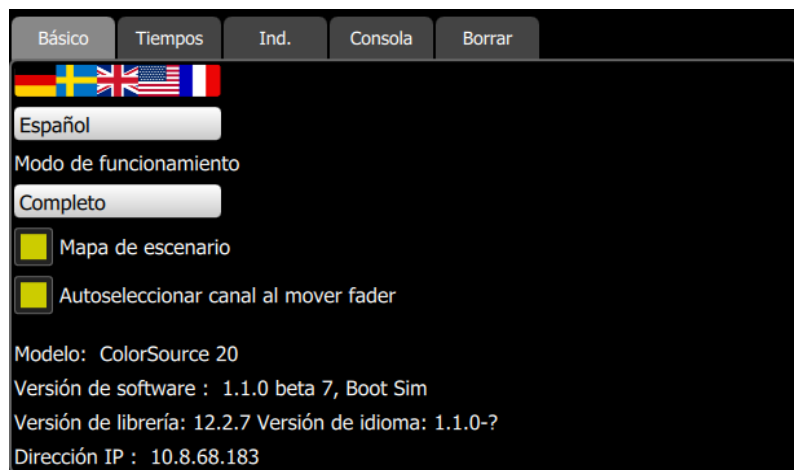 Básico Tiempos Ind. Consola Borrar
Español
Modo de funcionamiento
Completo
Mapa de escenario
Autoseleccionar canal al mover fader
Modelo: ColorSource 20
Versión de software : 1.1.0 beta 7, Boot Sim
Versión de librería: 12.2.7 Versión de idioma: 1.1.0-?
Dirección IP : 10.8.68.183